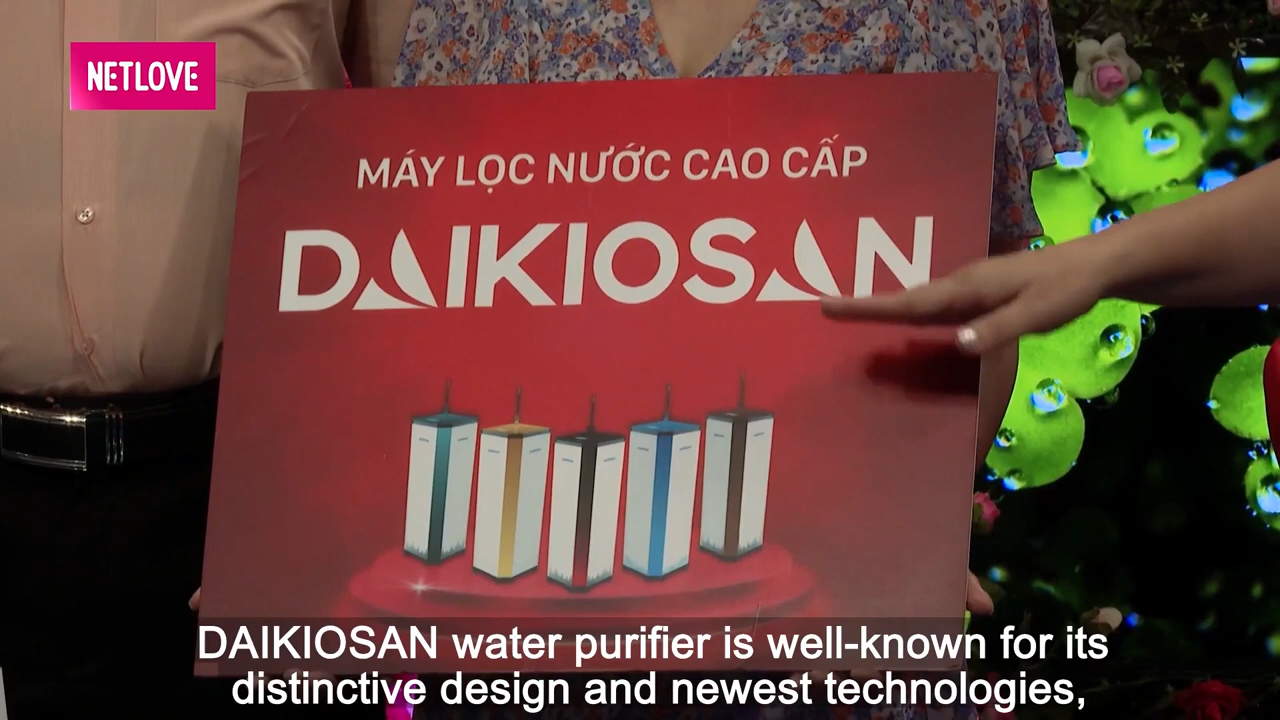 NETLOVE
MÁY LỌC NƯỚC CAO CẤP
DAIKIOSAN
DAIKIOSAN water purifier is well-known for its
distinctive design and newest technologies,